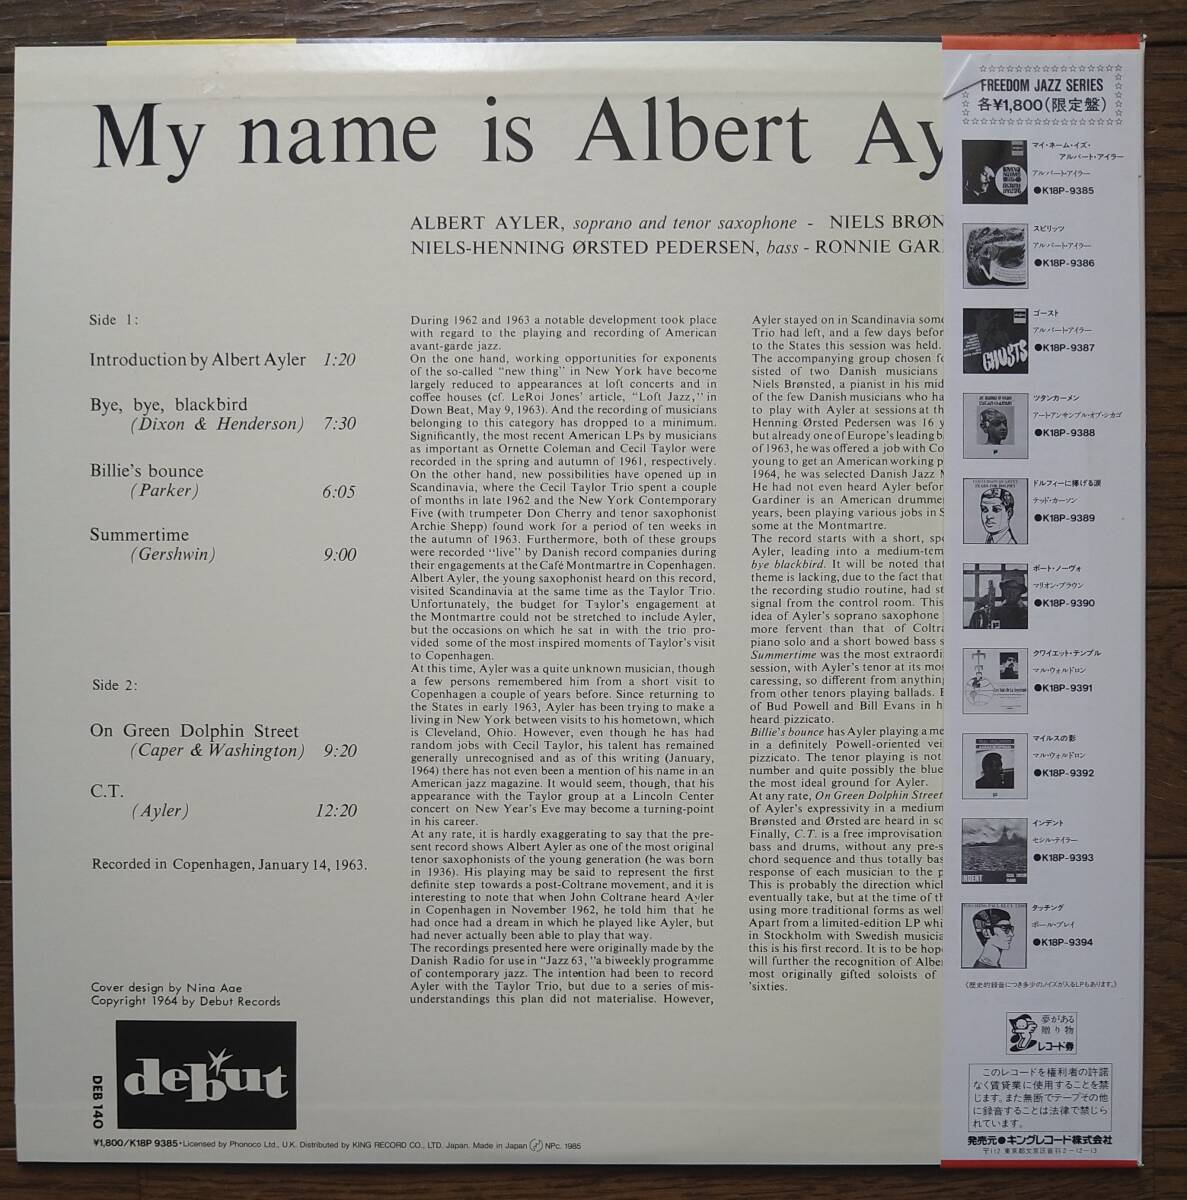 My name is Albert Ay
ALBERT AYLER, soprano and tenor saxophone - NIELS BRØN
NIELS-HENNING ØRSTED PEDERSEN, bass - RONNIE GAR
Side 1:
Introduction by Albert Ayler 1:20
Bye, bye, blackbird
(Dixon & Henderson) 7:30
Billie's bounce
(Parker) 6:05
Summertime
(Gershwin) 9:00
Side 2:
On Green Dolphin Street
(Caper & Washington) 9:20
C.T.
(Ayler) 12:20
Recorded in Copenhagen, January 14, 1963.
Cover design by Nina Aae
Copyright 1964 by Debut Records
debut
DEB 140
During 1962 and 1963 a notable development took place
with regard to the playing and recording of American
avant-garde jazz.
On the one hand, working opportunities for exponents
of the so-called "new thing" in New York have become
largely reduced to appearances at loft concerts and in
coffee houses (cf. LeRoi Jones' article, "Loft Jazz," in
Down Beat, May 9, 1963). And the recording of musicians
belonging to this category has dropped to a minimum.
Significantly, the most recent American LPs by musicians
as important as Ornette Coleman and Cecil Taylor were
recorded in the spring and autumn of 1961, respectively.
On the other hand, new possibilities have opened up in
Scandinavia, where the Cecil Taylor Trio spent a couple
of months in late 1962 and the New York Contemporary
Five (with trumpeter Don Cherry and tenor saxophonist
Archie Shepp) found work for a period of ten weeks in
the autumn of 1963. Furthermore, both of these groups
were recorded "live" by Danish record companies during
their engagements at the Café Montmartre in Copenhagen.
Albert Ayler, the young saxophonist heard on this record,
visited Scandinavia at the same time as the Taylor Trio.
Unfortunately, the budget for Taylor's engagement at
the Montmartre could not be stretched to include Ayler,
but the occasions on which he sat in with the trio pro-
vided some of the most inspired moments of Taylor's visit
to Copenhagen.
At this time, Ayler was a quite unknown musician, though
a few persons remembered him from a short visit to
Copenhagen a couple of years before. Since returning to
the States in early 1963, Ayler has been trying to make a
living in New York between visits to his hometown, which
is Cleveland, Ohio. However, even though he has had
random jobs with Cecil Taylor, his talent has remained
generally unrecognised and as of this writing (January,
1964) there has not even been a mention of his name in an
American jazz magazine. It would seem, though, that his
appearance with the Taylor group at a Lincoln Center
concert on New Year's Eve may become a turning-point
in his career.
At any rate, it is hardly exaggerating to say that the pre-
sent record shows Albert Ayler as one of the most original
tenor saxophonists of the young generation (he was born
in 1936). His playing may be said to represent the first
definite step towards a post-Coltrane movement, and it is
interesting to note that when John Coltrane heard Ayler
in Copenhagen in November 1962, he told him that he
had once had a dream in which he played like Ayler, but
had never actually been able to play that way.
The recordings presented here were originally made by the
Danish Radio for use in "Jazz 63, "a biweekly programme
of contemporary jazz. The intention had been to record
Ayler with the Taylor Trio, but due to a series of mis-
understandings this plan did not materialise. However,
Ayler stayed on in Scandinavia some
Trio had left, and a few days befor
to the States this session was held.
The accompanying group chosen fo
sisted of two Danish musicians
Niels Brønsted, a pianist in his mid
of the few Danish musicians who ha
to play with Ayler at sessions at th
Henning Ørsted Pedersen was 16 y
but already one of Europe's leading b
of 1963, he was offered a job with Co
young to get an American working p
1964, he was selected Danish Jazz M
He had not even heard Ayler befor
Gardiner is an American drumme
years, been playing various jobs in S
some at the Montmartre.
The record starts with a short, spo
Ayler, leading into a medium-tem
bye blackbird. It will be noted that
theme is lacking, due to the fact that
the recording studio routine, had st
signal from the control room. This
idea of Ayler's soprano saxophone
more fervent than that of Coltra
piano solo and a short bowed bass s
Summertime was the most extraordi
session, with Ayler's tenor at its mos
caressing, so different from anything
from other tenors playing ballads. B
of Bud Powell and Bill Evans in h
heard pizzicato.
Billie's bounce has Ayler playing a me
in a definitely Powell-oriented vei
pizzicato. The tenor playing is not
number and quite possibly the blue
the most ideal ground for Ayler.
At any rate, On Green Dolphin Street
of Ayler's expressivity in a medium
Brønsted and Ørsted are heard in so
Finally, C.T. is a free improvisation
bass and drums, without any pre-s
chord sequence and thus totally bas
response of each musician to the p
This is probably the direction which
eventually take, but at the time of th
using more traditional forms as well
Apart from a limited-edition LP whi
in Stockholm with Swedish musicia
this is his first record. It is to be hope
will further the recognition of Albe
most originally gifted soloists of
'sixties.
¥1,800/K18P 9385•Licensed by Phonoco Ltd., U.K. Distributed by KING RECORD CO., LTD. Japan. Made in Japan NPc. 1985
FREEDOM JAZZ SERIES
各¥1,800(限定盤)
マイ・ネーム・イズ・
アルバート・アイラー
アルバート・アイラー
●K18P-9385
スピリッツ
アルバート・アイラー
●K18P-9386
ゴースト
アルバート・アイラー
●K18P-9387
GHOSTS
ツタンカーメン
アート・アンサンブル・オブ・シカゴ
●K18P-9388
ドルフィーに捧げる涙
テッド・カーソン
●K18P-9389
ポート・ノーヴォ
マリオン・ブラウン
●K18P-9390
クワイエット・テンプル
マル・ウォルドロン
●K18P-9391
マイルスの影
マル・ウォルドロン
●K18P-9392
インデント
セシル・テイラー
●K18P-9393
INDENT
タッチング
ポール・ブレイ
●K18P-9394
(歴史的録音につき多少のノイズが入るLPもあります。)
夢がある
贈り物
レコード券
このレコードを権利者の許諾
なく賃貸業に使用することを禁
じます。また無断でテープその他
に録音することは法律で禁じら
れています。
発売元●キングレコード株式会社
〒112 東京都文京区音羽2-12-13